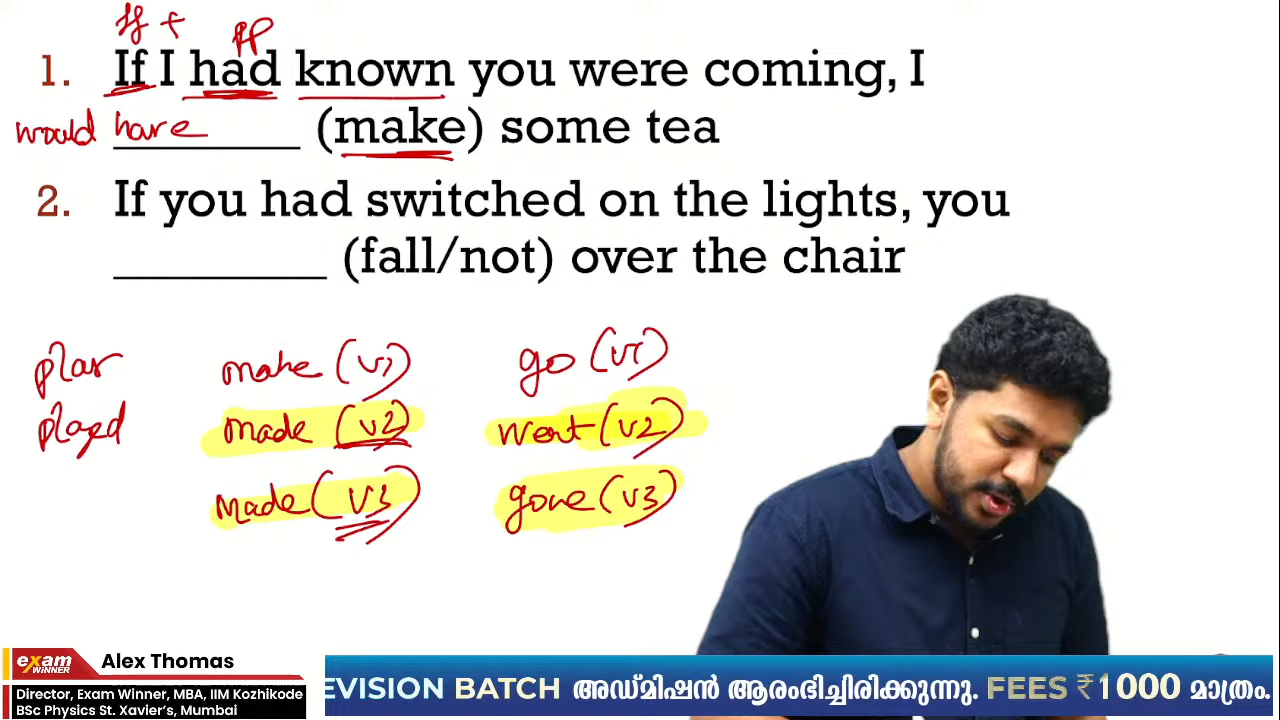 If + pp
1. If I had known you were coming, I
would have ________ (make) some tea
2. If you had switched on the lights, you
_________ (fall/not) over the chair
play make (v1) go (v1)
played made (v2) went (v2)
made (v3) gone (v3)
exam WINNER
Alex Thomas
Director, Exam Winner, MBA, IIM Kozhikode
BSc Physics St. Xavier's, Mumbai
EVISION BATCH അഡ്മിഷൻ ആരംഭിച്ചിരിക്കുന്നു. FEES ₹1000 മാത്രം.